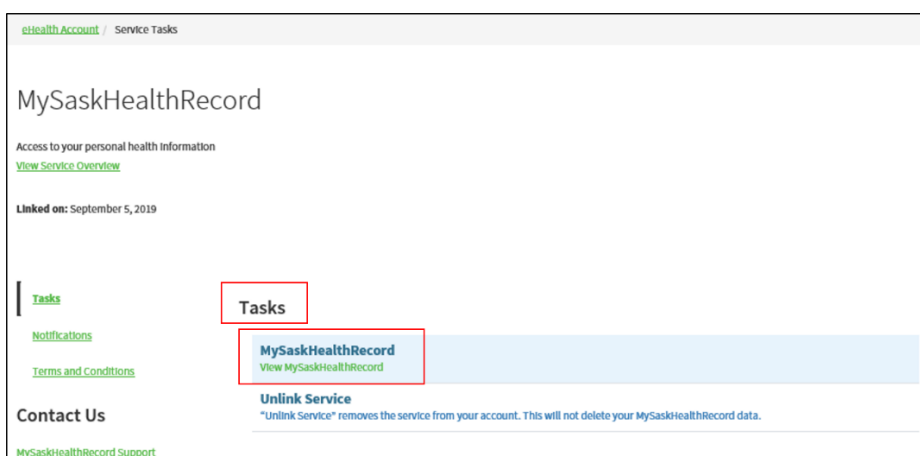 eHealth Account / Service Tasks
MySaskHealthRecord
Access to your personal health information
View Service Overview
Linked on: September 5, 2019
Tasks
Notifications
Terms and Conditions
Contact Us
MySaskHealthRecord Support
Tasks
MySaskHealthRecord
View MySaskHealthRecord
Unlink Service
"Unlink Service" removes the service from your account. This will not delete your MySaskHealthRecord data.